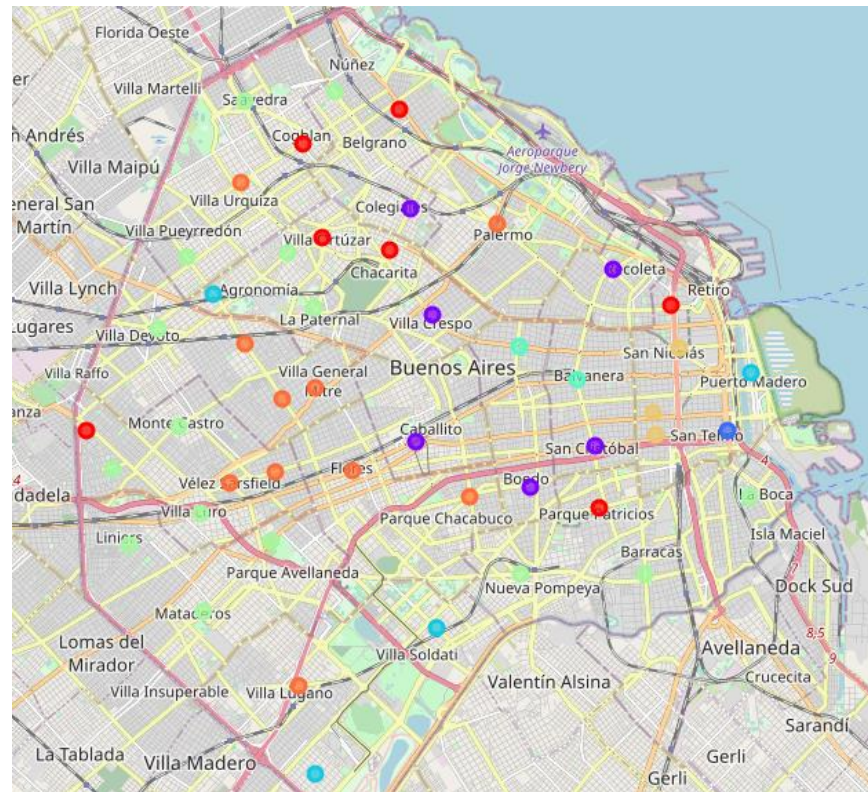 Florida Oeste
Núñez
Villa Martelli
Saavedra
Coghlan
Belgrano
Villa Maipú
Aeroparque
Jorge Newbery
Villa Urquiza
Colegiales
San
Martín
Villa Pueyrredón
Villa Ortúzar
Palermo
Chacarita
Villa Lynch
Agronomía
Retiro
La Paternal
Villa Crespo
Villa Devoto
San Nicolás
Villa Raffo
Villa General
Mitre
Buenos Aires
Balvanera
Puerto Madero
Monte Castro
Caballito
San Cristóbal
San Telmo
4
Vélez Sarsfield
Flores
Boedo
La Boca
4
Villa Luro
Parque Chacabuco
Parque Patricios
Isla Maciel
Liniers
Barracas
Parque Avellaneda
Nueva Pompeya
Dock Sud
Mataderos
Lomas del
Mirador
Villa Soldati
8,5
9
Avellaneda
Villa Insuperable
Villa Lugano
Valentín Alsina
Crucecita
Sarandí
La Tablada
Villa Madero
Gerli
Gerli